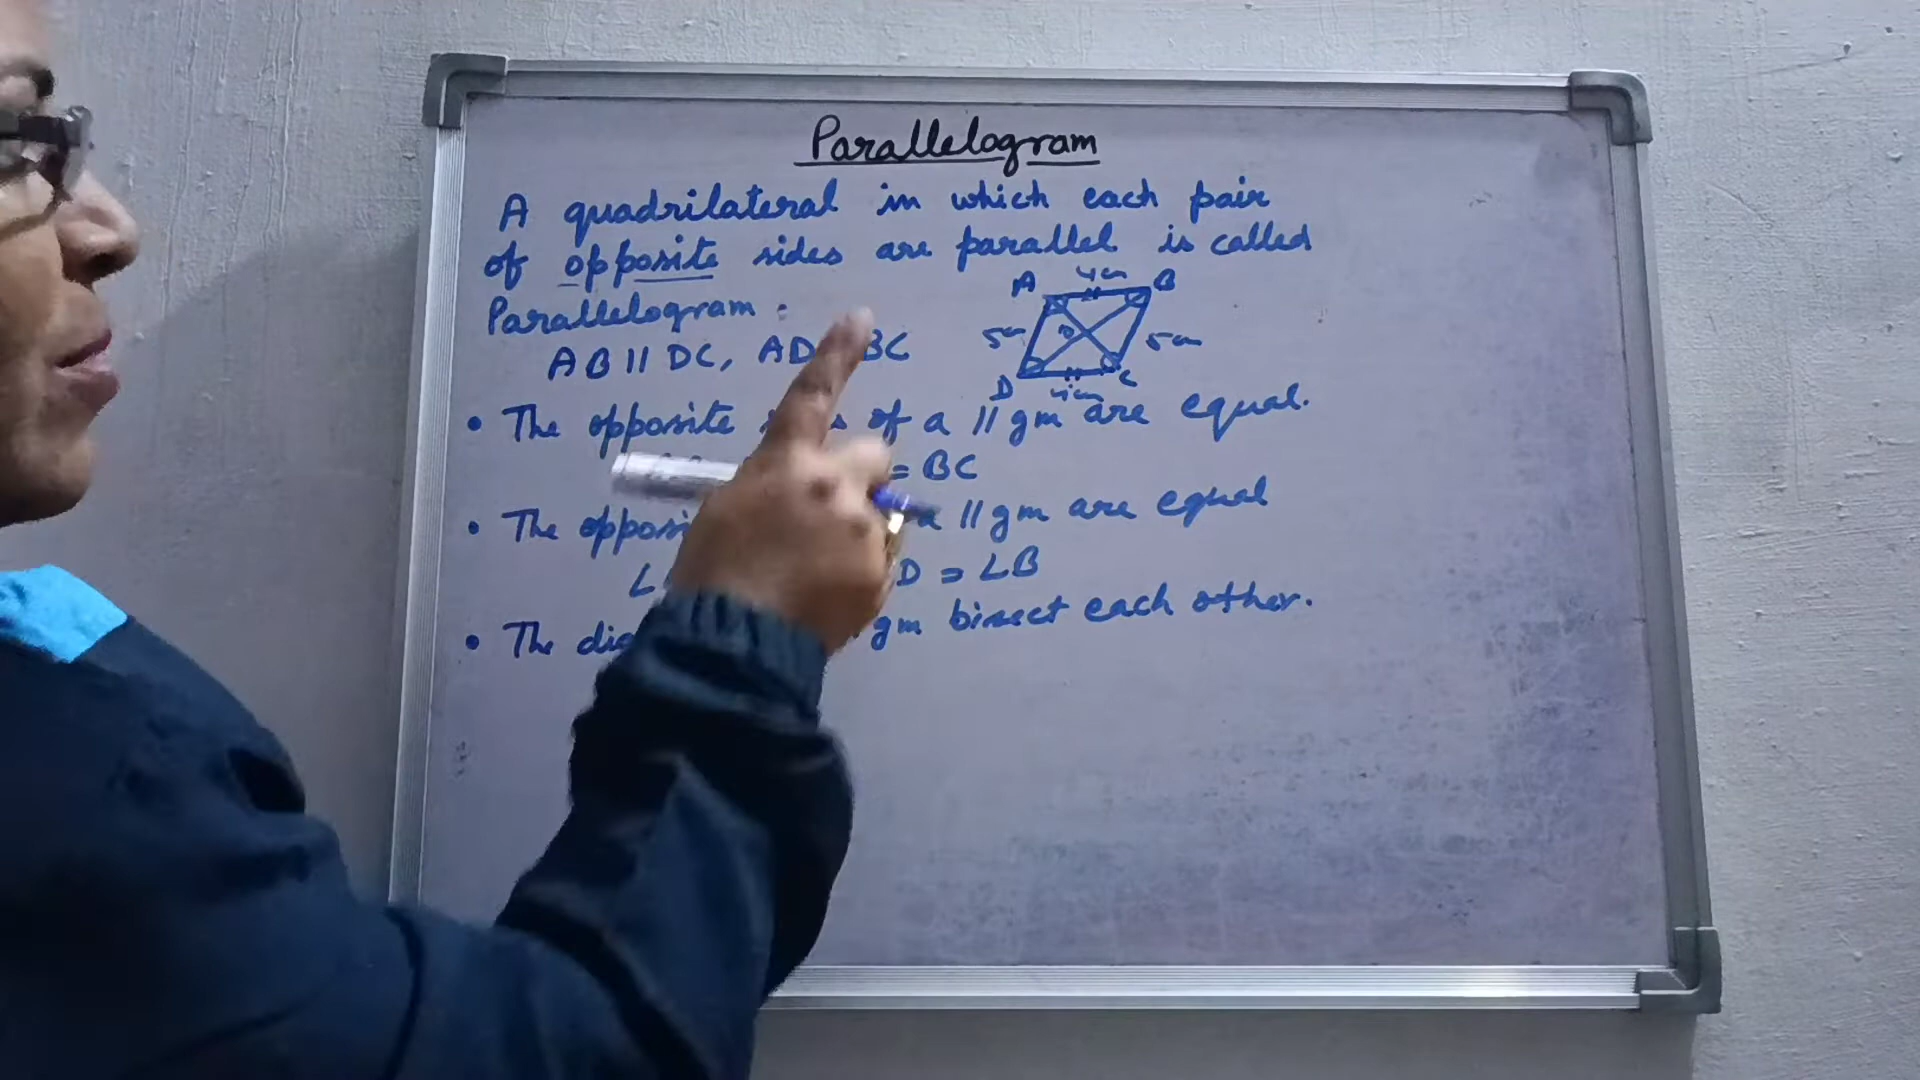 Parallelogram
A quadrilateral in which each pair
of opposite sides are parallel is called
Parallelogram.
AB || DC, AD BC
A 4cm B
5cm O 5cm
D 4cm C
• The opposite of a ||gm are equal.
= BC
• The a ||gm are equal
∠ D = ∠B
• The gm bisect each other.